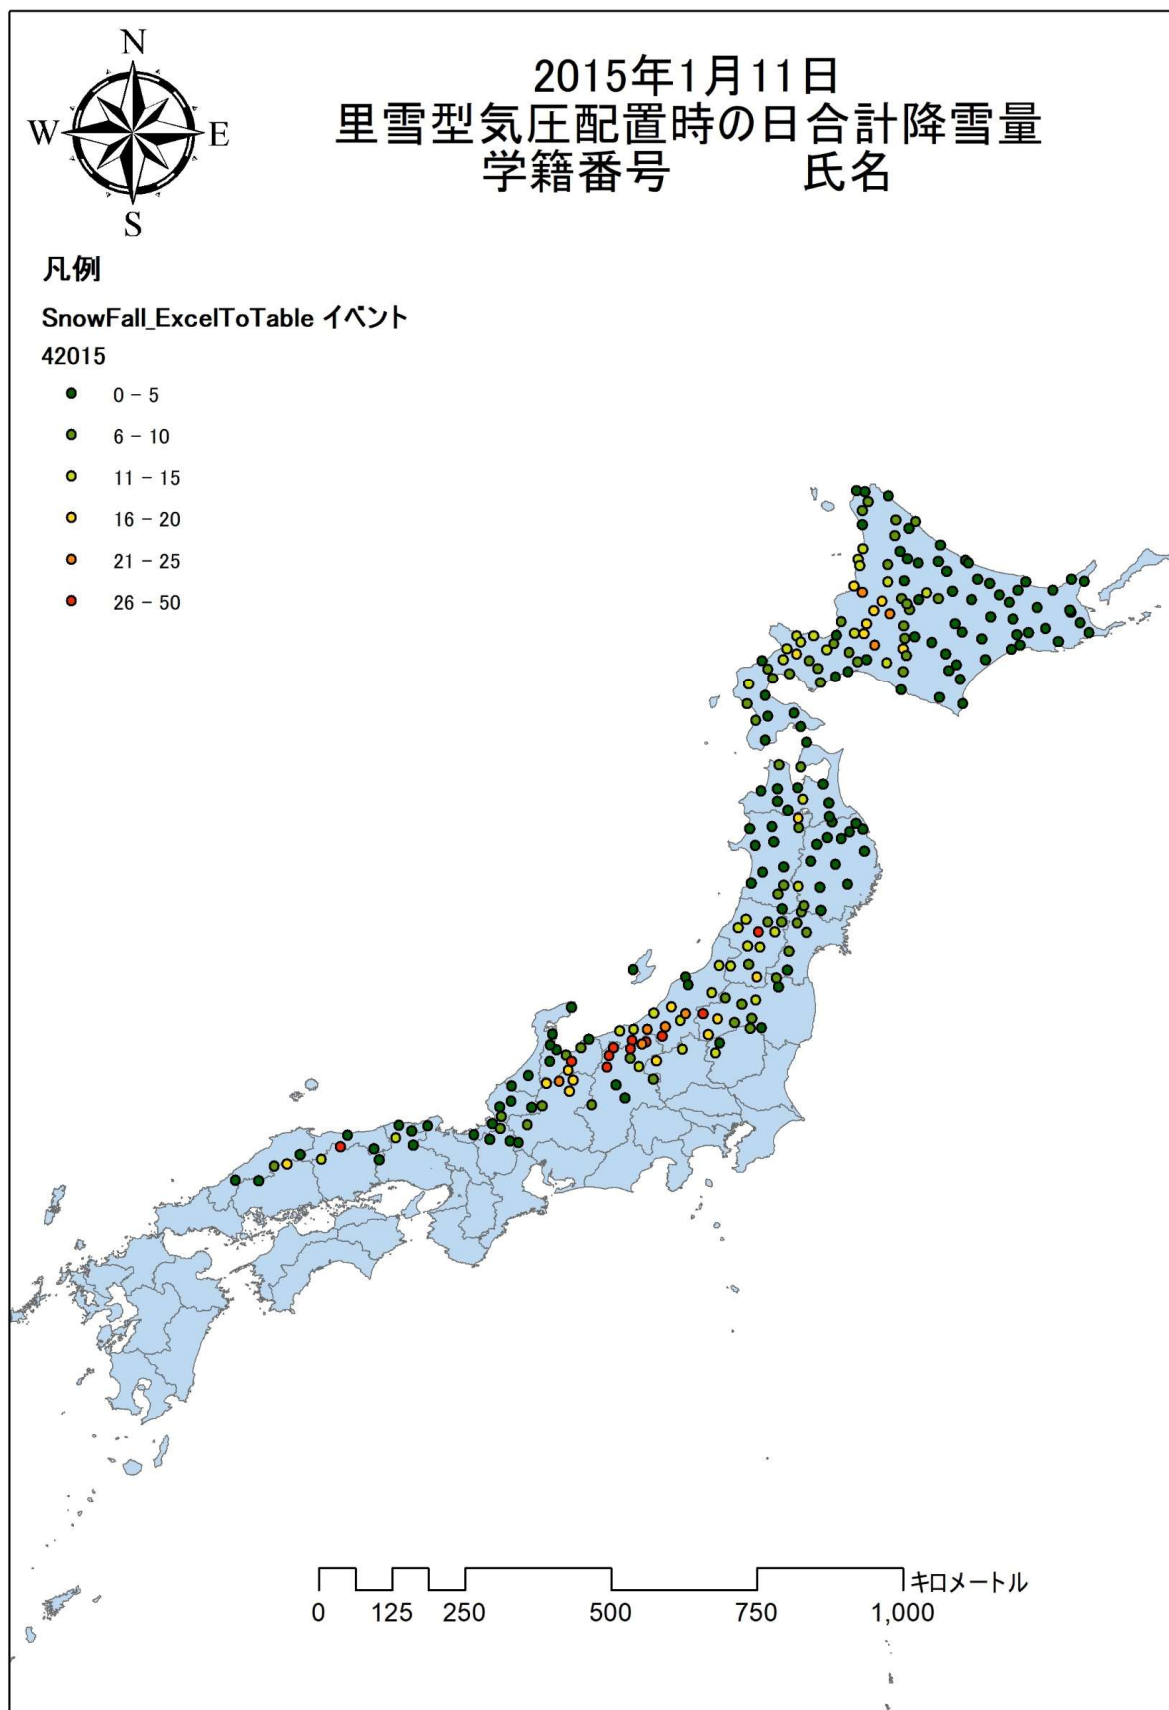 N
W E
S
2015年1月11日
里雪型気圧配置時の日合計降雪量
学籍番号 氏名
凡例
SnowFall_ExcelToTable イベント
42015
0 - 5
6 - 10
11 - 15
16 - 20
21 - 25
26 - 50
キロメートル
0 125 250 500 750 1,000